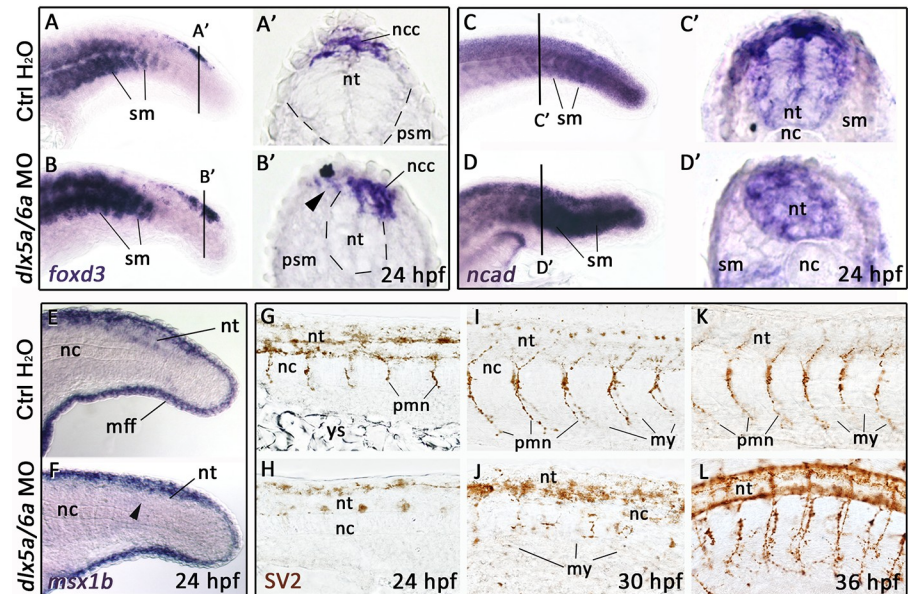 Ctrl H₂O
A
A'
sm
A'
ncc
nt
psm
C
C'
sm
C'
nt
nc
sm
dlx5a/6a MO
B
B'
sm
foxd3
B'
ncc
nt
psm
24 hpf
D
D'
sm
ncad
D'
nt
sm
nc
24 hpf
Ctrl H₂O
E
nt
nc
mff
G
nt
nc
pmn
ys
I
nt
nc
pmn
my
K
nt
pmn
my
dlx5a/6a MO
F
nt
nc
msx1b
24 hpf
H
nt
nc
SV2
24 hpf
J
nt
nc
my
30 hpf
L
nt
36 hpf